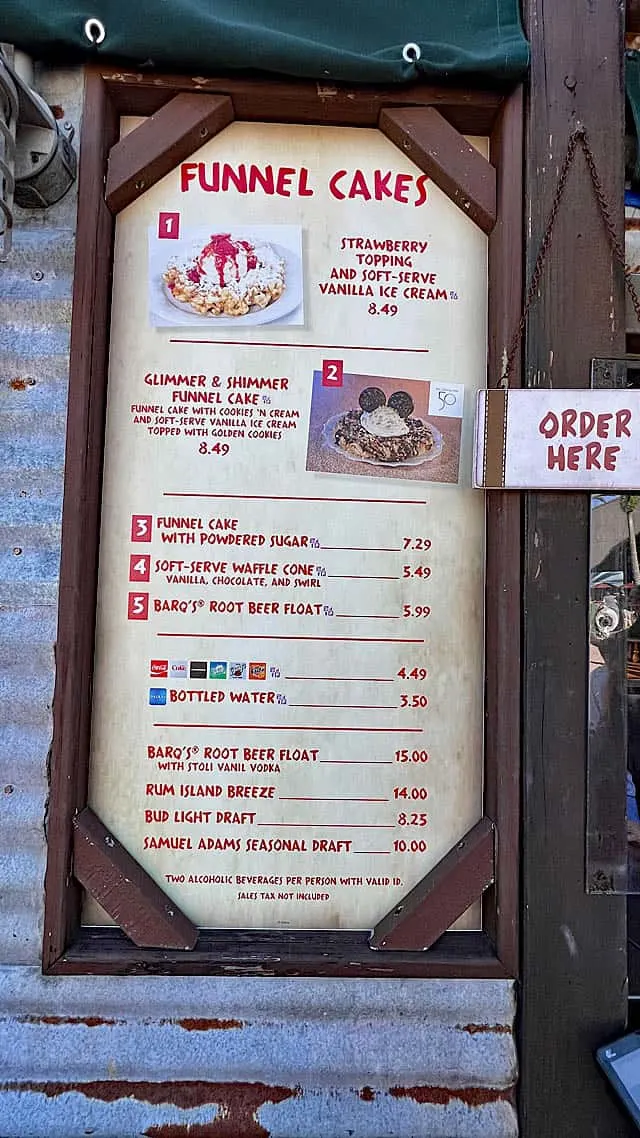 FUNNEL CAKES
1
STRAWBERRY
TOPPING
AND SOFT-SERVE
VANILLA ICE CREAM
8.49
GLIMMER & SHIMMER
FUNNEL CAKE
FUNNEL CAKE WITH COOKIES 'N CREAM
AND SOFT-SERVE VANILLA ICE CREAM
TOPPED WITH GOLDEN COOKIES
8.49
2
50
ORDER
HERE
3 FUNNEL CAKE
WITH POWDERED SUGAR 7.29
4 SOFT-SERVE WAFFLE CONE 5.49
VANILLA, CHOCOLATE, AND SWIRL
5 BARQ'S® ROOT BEER FLOAT 5.99
Coca-Cola Coke 4.49
BOTTLED WATER 3.50
BARQ'S® ROOT BEER FLOAT 15.00
WITH STOLI VANIL VODKA
RUM ISLAND BREEZE 14.00
BUD LIGHT DRAFT 8.25
SAMUEL ADAMS SEASONAL DRAFT 10.00
TWO ALCOHOLIC BEVERAGES PER PERSON WITH VALID ID.
SALES TAX NOT INCLUDED